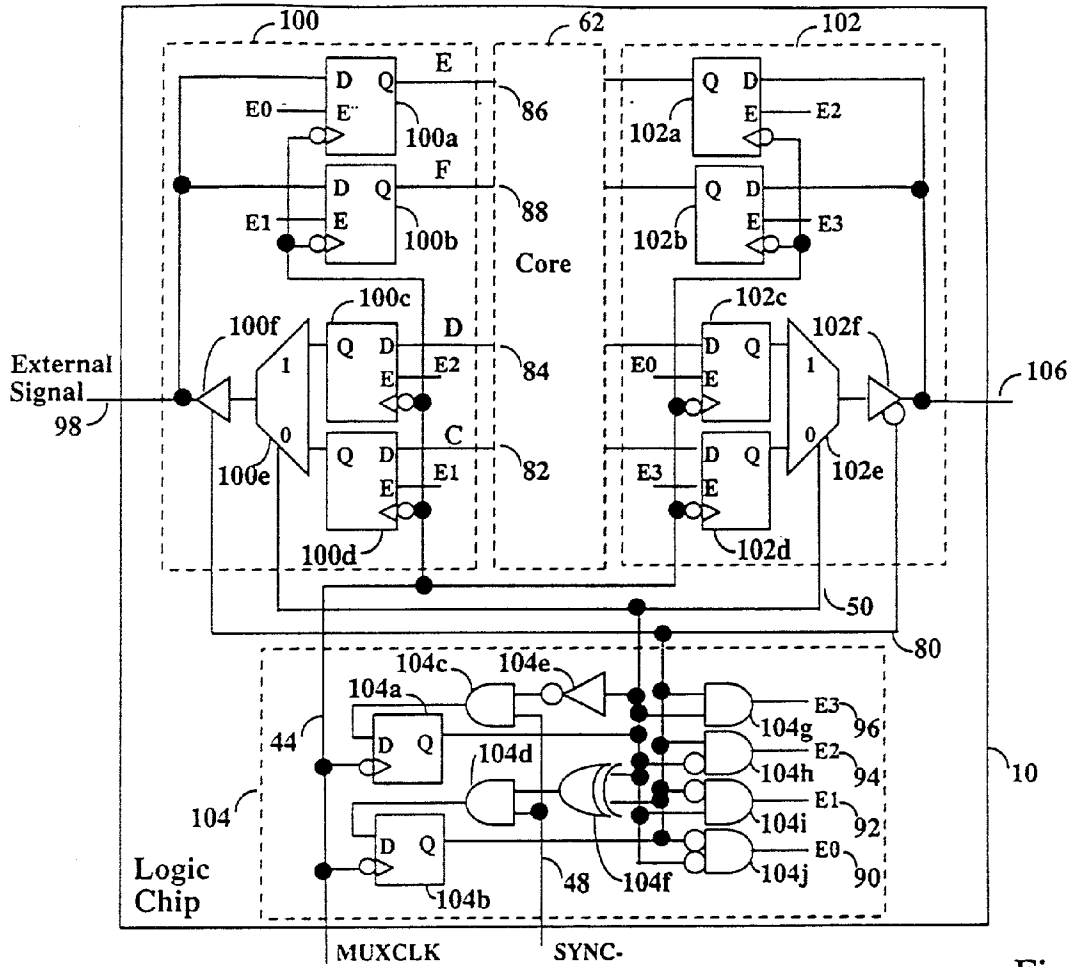 100
62
102
D Q
E
E0
E
100a
86
Q D
E
E2
102a
D Q
F
E1
E
100b
88
Q D
E
E3
102b
Core
100c
102c
100f
102f
External
Signal
98
1
0
100e
Q D
E
D
E2
84
D Q
E0
E
1
0
102e
106
Q D
E
C
E1
82
100d
D Q
E3
E
102d
50
80
104c
104e
104a
D Q
44
104d
104
D Q
104b
48
104f
104g
E3
96
104h
E2
94
104i
E1
92
104j
E0
90
10
Logic
Chip
MUXCLK
SYNC-